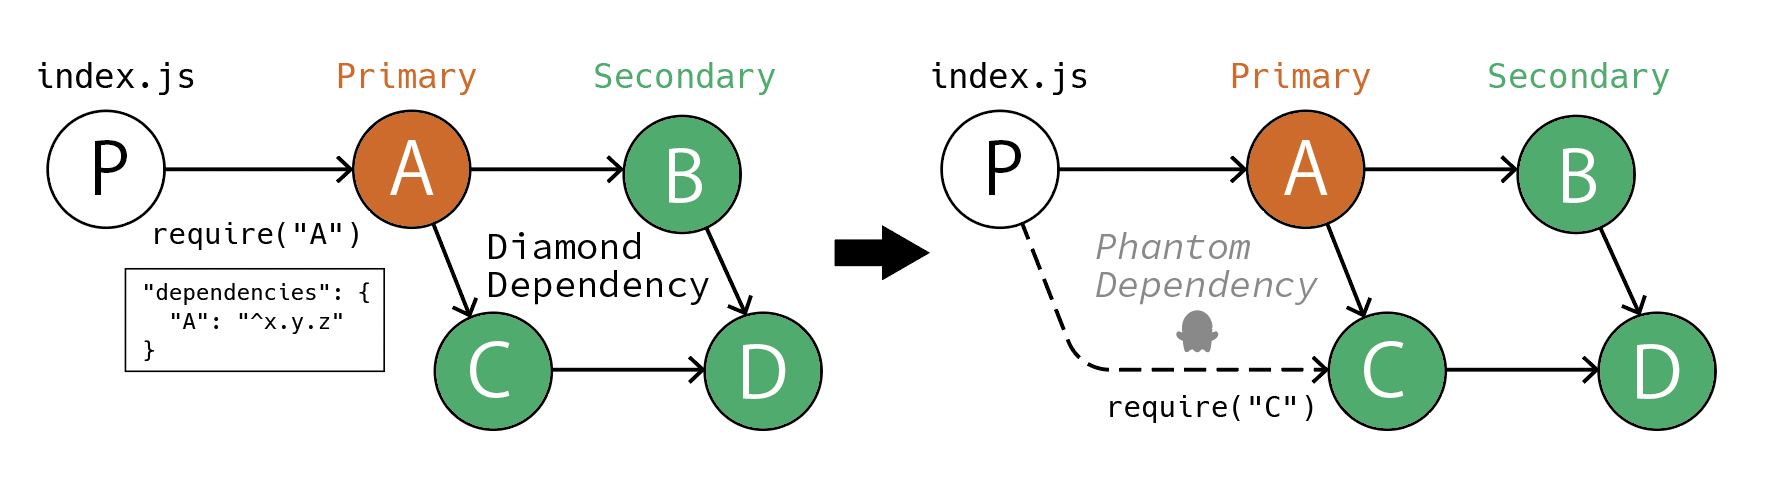 index.js
Primary
Secondary
P
A
B
require("A")
Diamond
Dependency
"dependencies": {
"A": "^x.y.z"
}
C
D
index.js
Primary
Secondary
P
A
B
Phantom
Dependency
C
D
require("C")